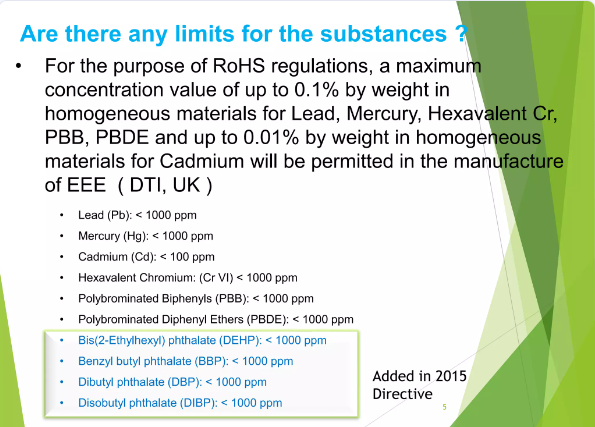 Are there any limits for the substances ?
• For the purpose of RoHS regulations, a maximum
concentration value of up to 0.1% by weight in
homogeneous materials for Lead, Mercury, Hexavalent Cr,
PBB, PBDE and up to 0.01% by weight in homogeneous
materials for Cadmium will be permitted in the manufacture
of EEE ( DTI, UK )
• Lead (Pb): < 1000 ppm
• Mercury (Hg): < 1000 ppm
• Cadmium (Cd): < 100 ppm
• Hexavalent Chromium: (Cr VI) < 1000 ppm
• Polybrominated Biphenyls (PBB): < 1000 ppm
• Polybrominated Diphenyl Ethers (PBDE): < 1000 ppm
• Bis(2-Ethylhexyl) phthalate (DEHP): < 1000 ppm
• Benzyl butyl phthalate (BBP): < 1000 ppm
• Dibutyl phthalate (DBP): < 1000 ppm
• Disobutyl phthalate (DIBP): < 1000 ppm
Added in 2015
Directive
5